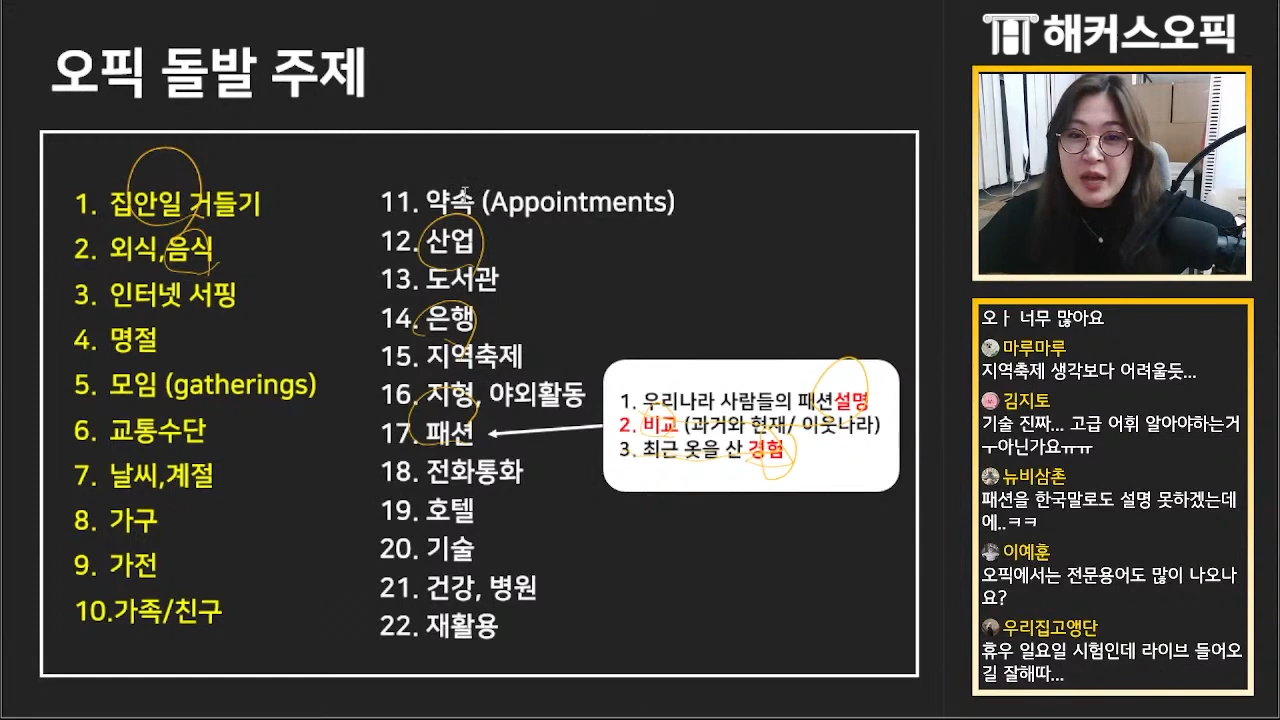 오픽 돌발 주제
1. 집안일 거들기
2. 외식,음식
3. 인터넷 서핑
4. 명절
5. 모임 (gatherings)
6. 교통수단
7. 날씨,계절
8. 가구
9. 가전
10.가족/친구
11. 약속 (Appointments)
12. 산업
13. 도서관
14. 은행
15. 지역축제
16. 지형, 야외활동
17. 패션
18. 전화통화
19. 호텔
20. 기술
21. 건강, 병원
22. 재활용
1. 우리나라 사람들의 패션설명
2. 비교 (과거와 현재/ 이웃나라)
3. 최근 옷을 산 경험
해커스오픽
오ㅏ 너무 많아요
마루마루
지역축제 생각보다 어려울듯...
김지토
기술 진짜... 고급 어휘 알아야하는거
ㅜ아닌가요ㅠㅠ
뉴비삼촌
패션을 한국말로도 설명 못하겠는데
에..ㅋㅋ
이예훈
오픽에서는 전문용어도 많이 나오나
요?
우리집고앵단
휴우 일요일 시험인데 라이브 들어오
길 잘해따...